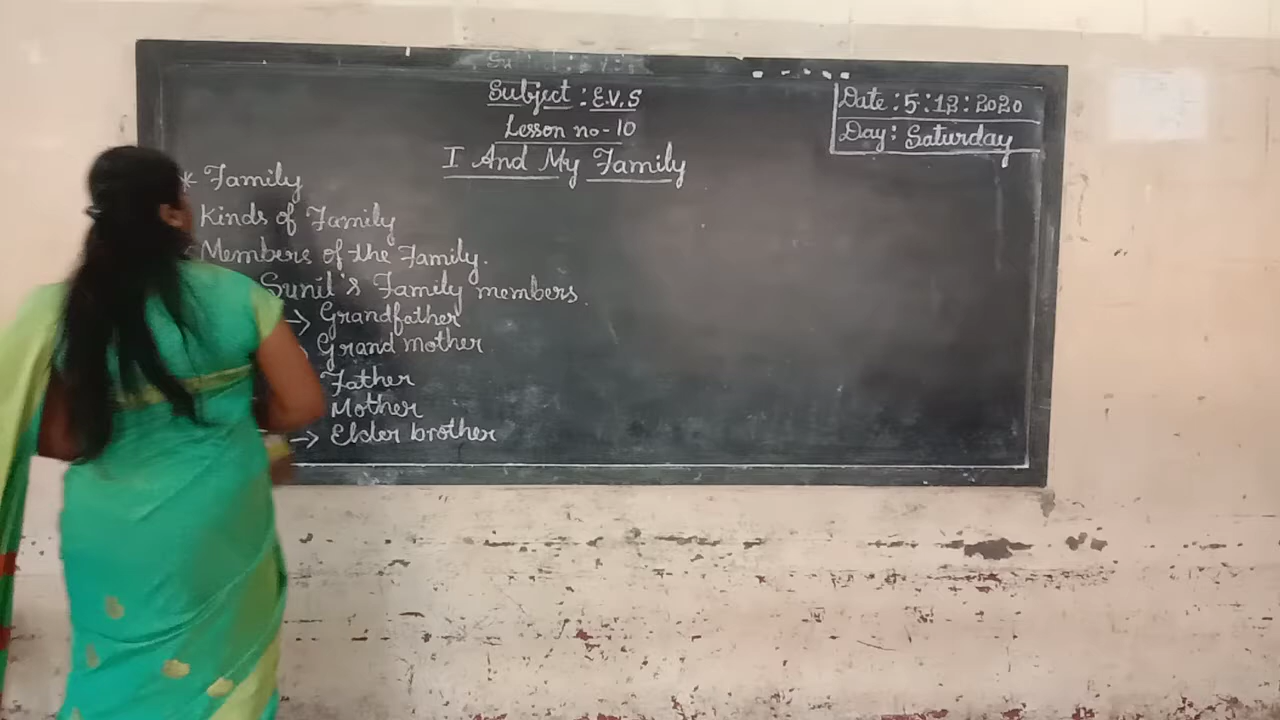 Subject : E.V.S
Lesson no - 10
I And My Family
Date : 5 : 12 : 2020
Day : Saturday
* Family
Kinds of Family
Members of the Family.
Sunil's Family members.
→ Grandfather
Grand mother
Father
Mother
→ Elder brother